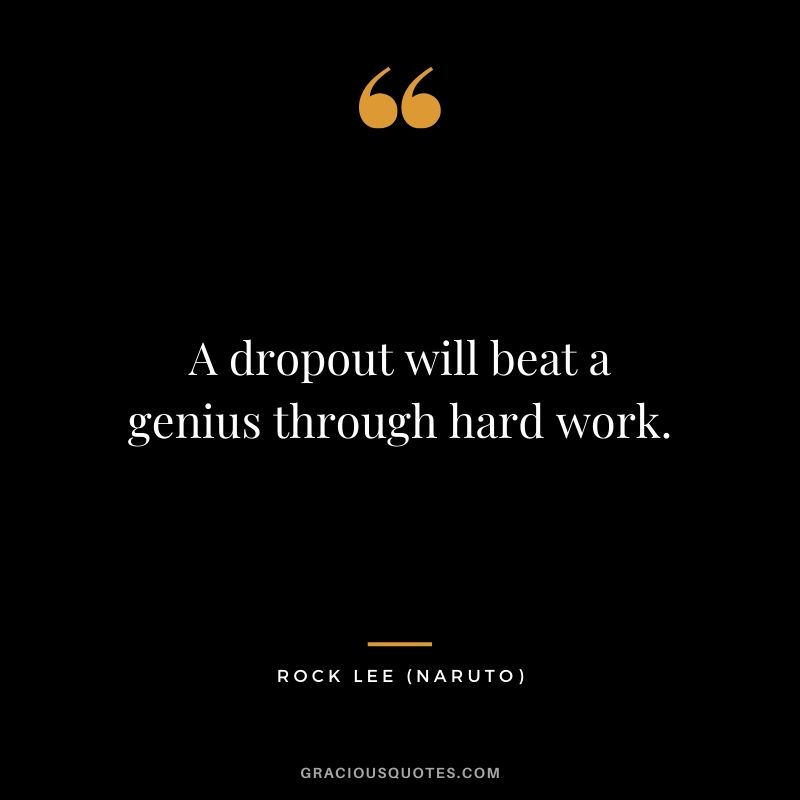 “
A dropout will beat a
genius through hard work.
ROCK LEE (NARUTO)
GRACIOUSQUOTES.COM